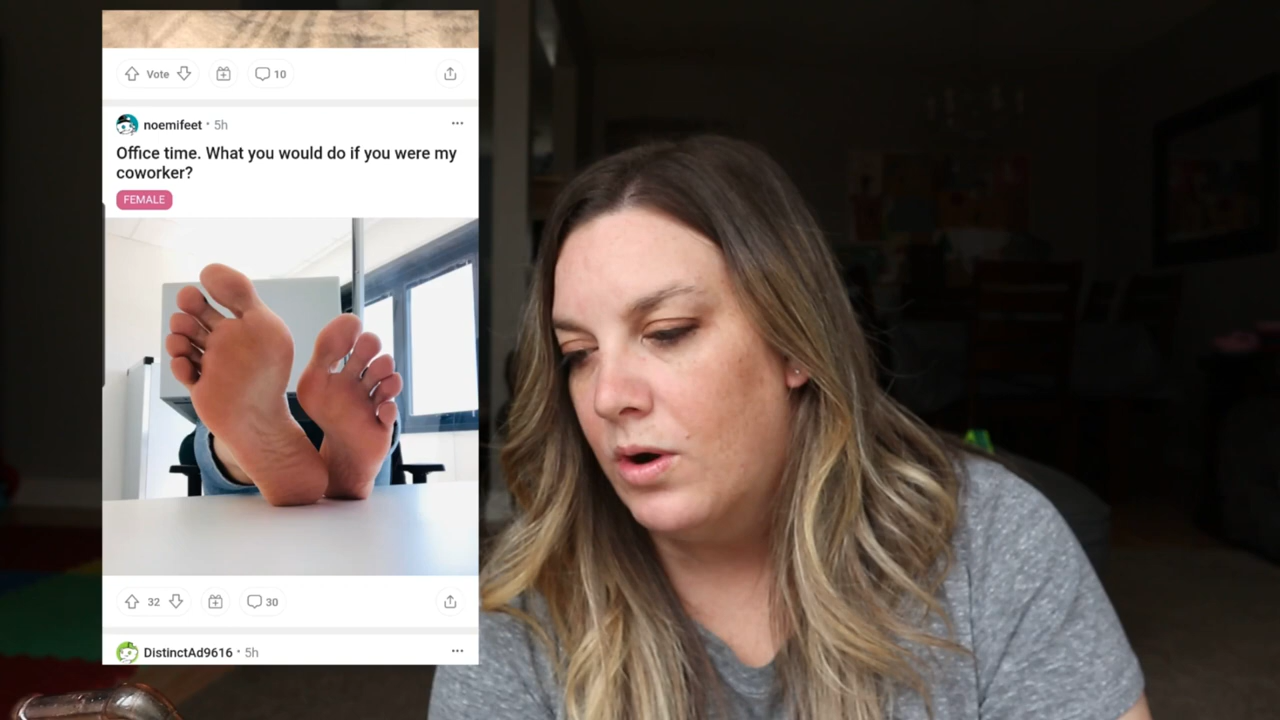 Vote
10
noemifeet • 5h
Office time. What you would do if you were my
coworker?
FEMALE
32
30
DistinctAd9616 • 5h